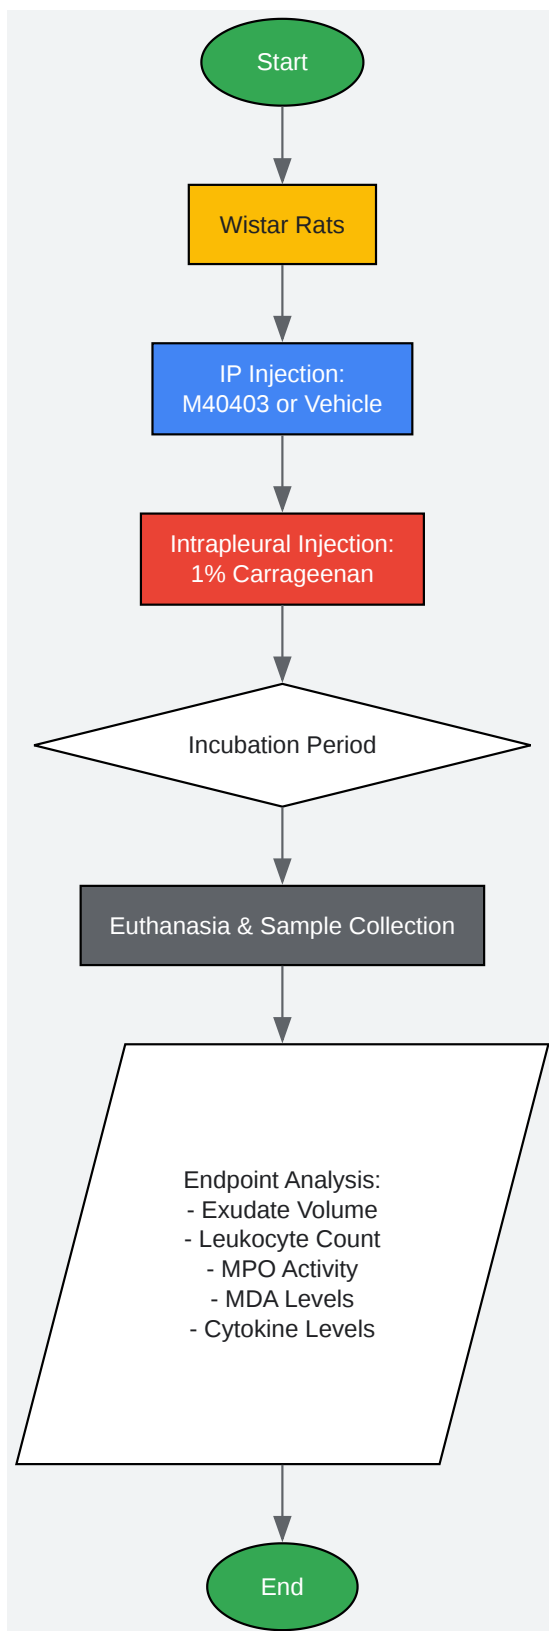 Start
Wistar Rats
IP Injection:
M40403 or Vehicle
Intrapleural Injection:
1% Carrageenan
Incubation Period
Euthanasia & Sample Collection
Endpoint Analysis:
- Exudate Volume
- Leukocyte Count
- MPO Activity
- MDA Levels
- Cytokine Levels
End